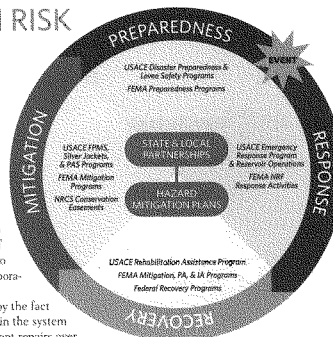 RISK
PREPAREDNESS
EVENT
USACE Disaster Preparedness &
Levee Safety Programs
FEMA Preparedness Programs
MITIGATION
USACE FPMS,
Silver Jackets,
& PAS Programs
FEMA Mitigation
Programs
NRCS Conservation
Easements
STATE & LOCAL
PARTNERSHIPS
HAZARD
MITIGATION PLANS
USACE Emergency
Response Program
& Reservoir Operations
FEMA NRF
Response Activities
RESPONSE
USACE Rehabilitation Assistance Program
FEMA Mitigation, PA, & IA Programs
Federal Recovery Programs
RECOVERY
by the fact
in the system
repairs over